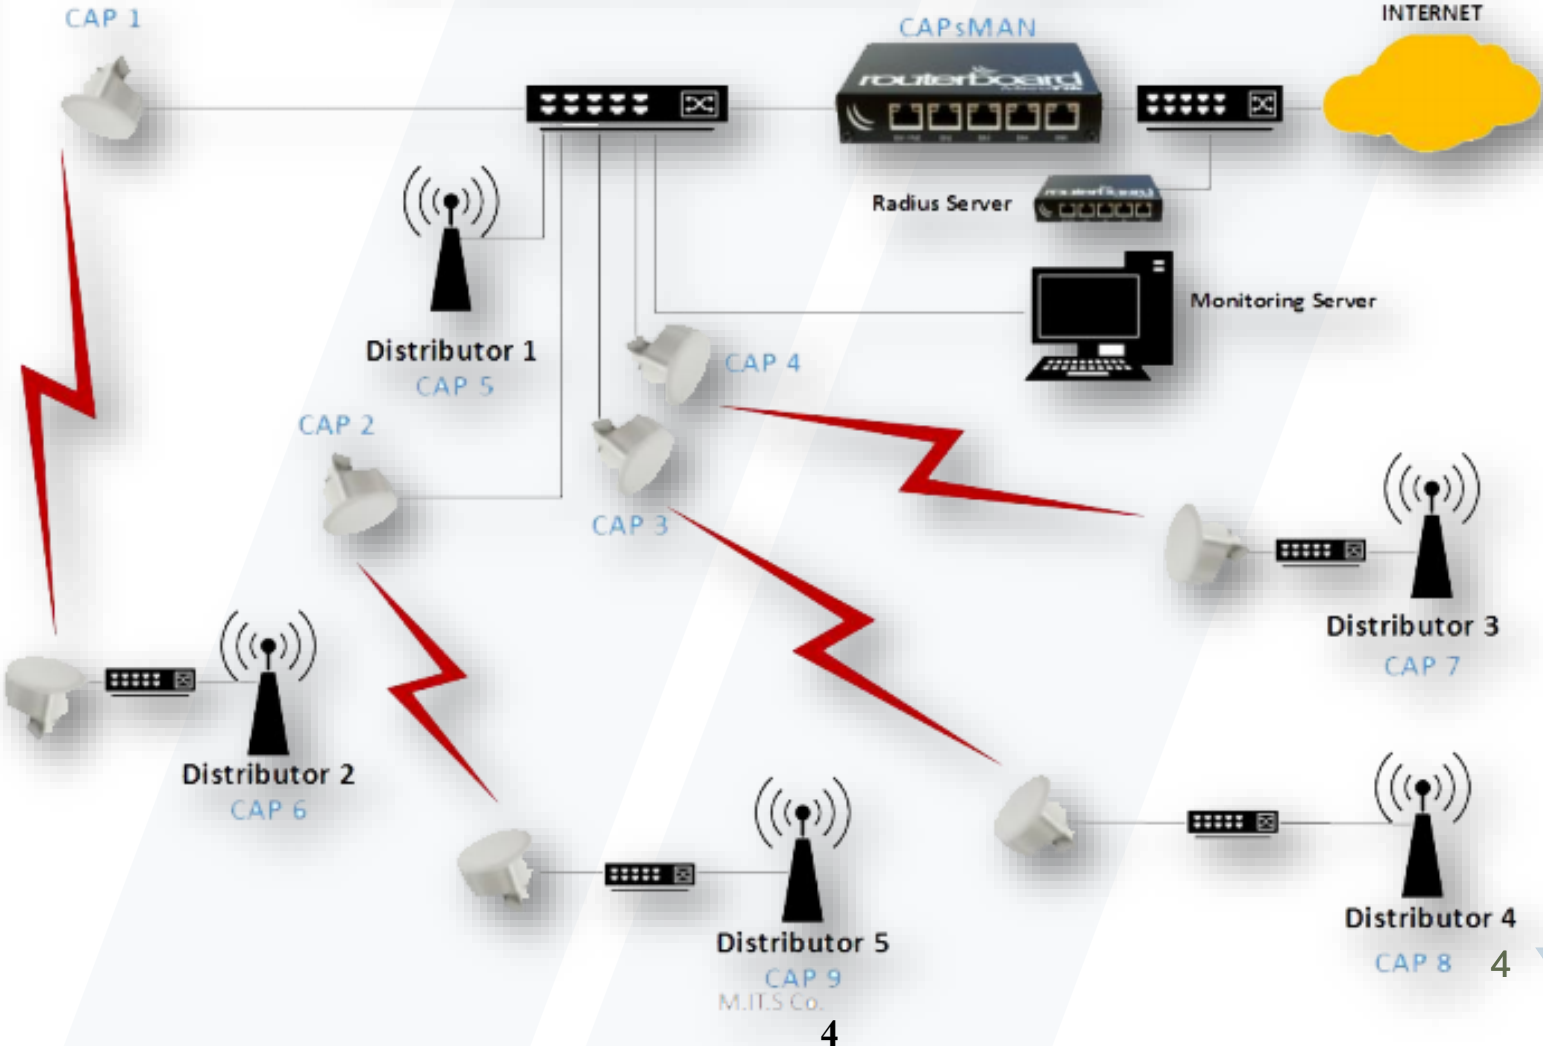 CAP 1
CAPsMAN
INTERNET
routerboard
Radius Server
Monitoring Server
Distributor 1
CAP 5
CAP 4
CAP 2
CAP 3
Distributor 3
CAP 7
Distributor 2
CAP 6
Distributor 4
CAP 8
4
Distributor 5
CAP 9
M.IT.S Co.
4